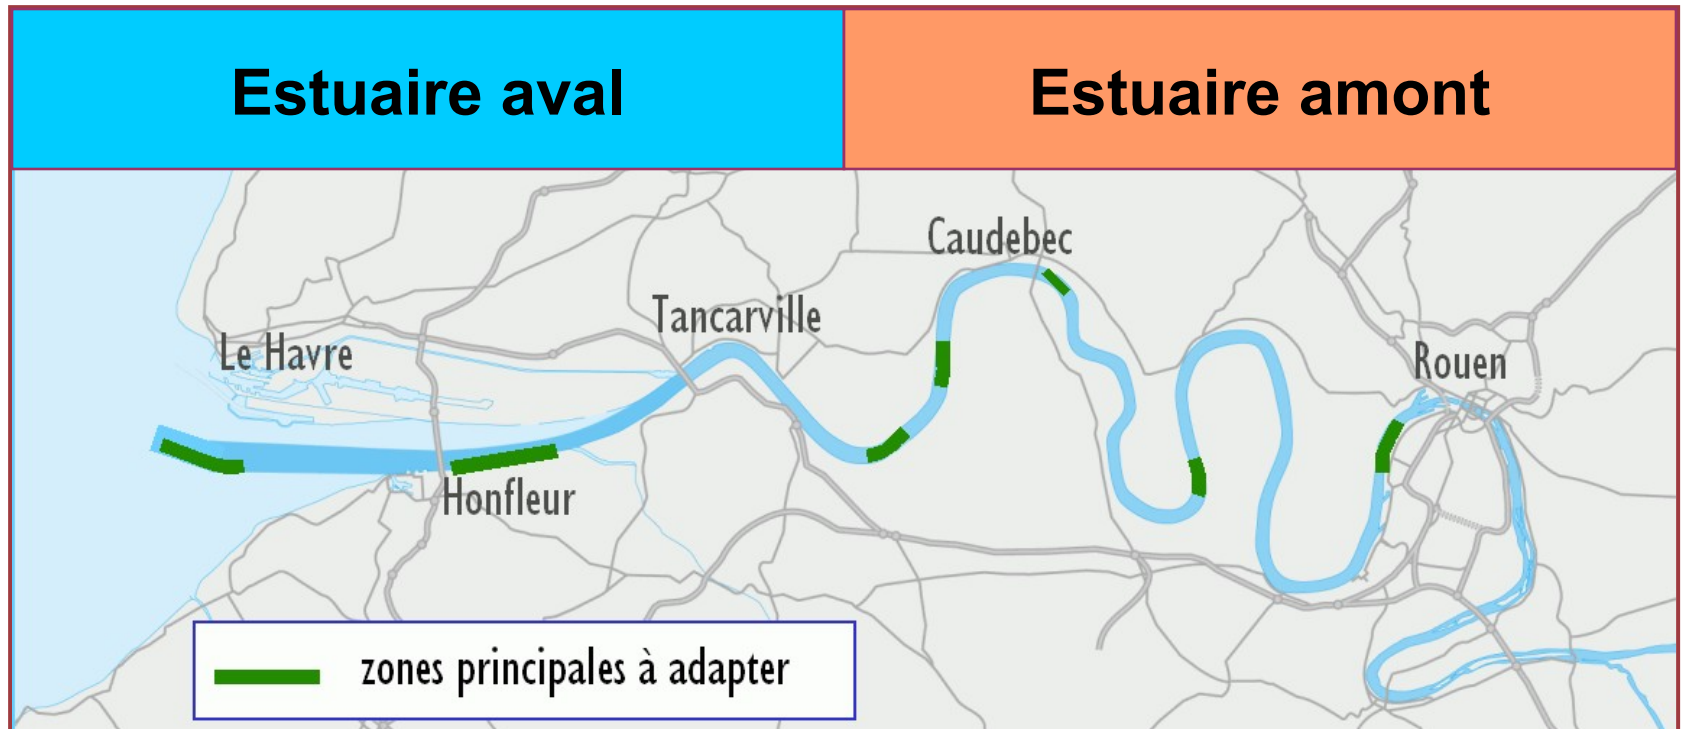 Estuaire aval
Estuaire amont
Caudebec
Tancarville
Le Havre
Rouen
Honfleur
zones principales à adapter